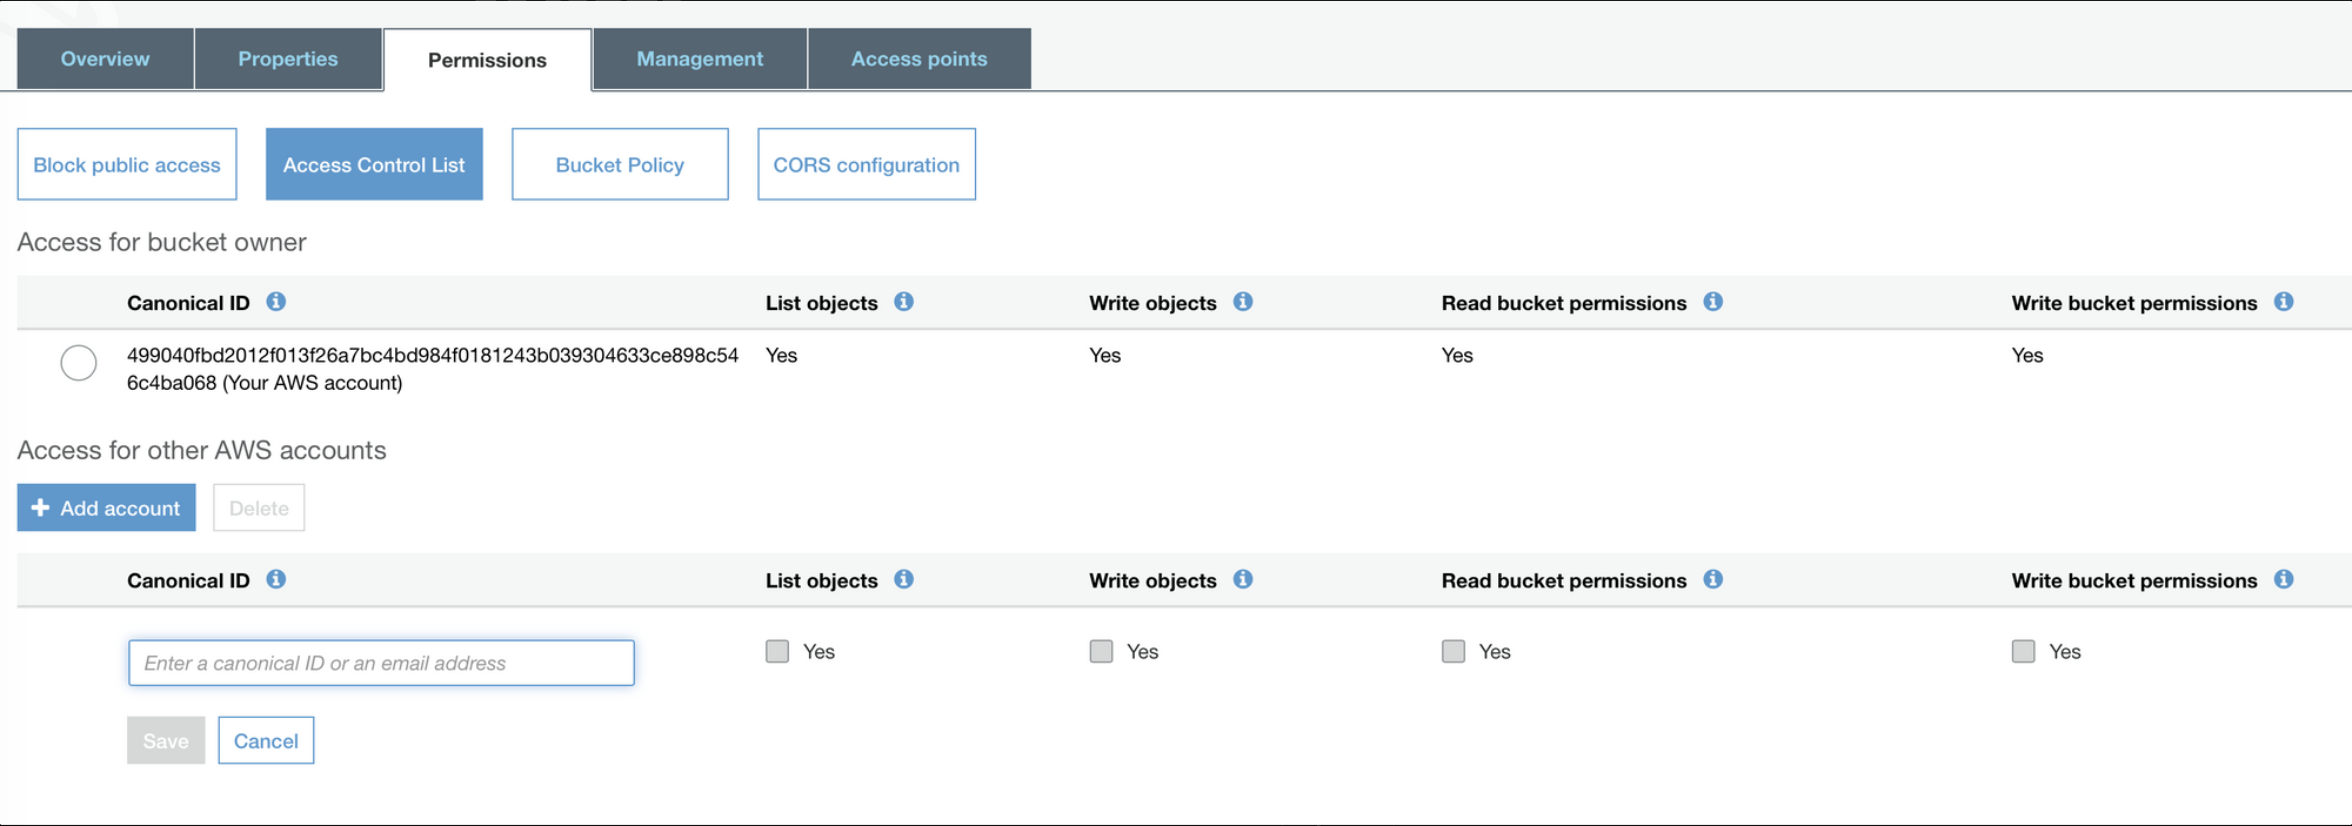 Overview Properties Permissions Management Access points
Block public access Access Control List Bucket Policy CORS configuration
Access for bucket owner
Canonical ID List objects Write objects Read bucket permissions Write bucket permissions
499040fbd2012f013f26a7bc4bd984f0181243b039304633ce898c54 Yes Yes Yes Yes
6c4ba068 (Your AWS account)
Access for other AWS accounts
+ Add account Delete
Canonical ID List objects Write objects Read bucket permissions Write bucket permissions
Enter a canonical ID or an email address Yes Yes Yes Yes
Save Cancel